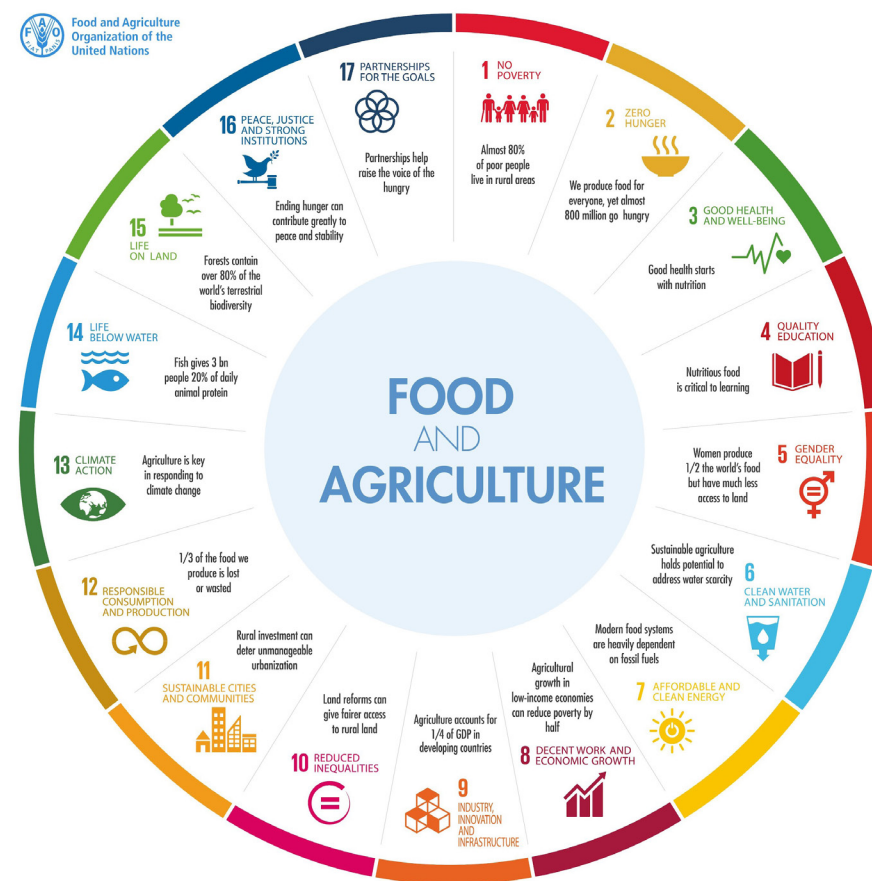 Food and Agriculture
Organization of the
United Nations
F A O
FIAT PANIS
FOOD
AND
AGRICULTURE
1 NO
POVERTY
Almost 80%
of poor people
live in rural areas
2 ZERO
HUNGER
We produce food for
everyone, yet almost
800 million go hungry
3 GOOD HEALTH
AND WELL-BEING
Good health starts
with nutrition
4 QUALITY
EDUCATION
Nutritious food
is critical to learning
5 GENDER
EQUALITY
Women produce
1/2 the world's food
but have much less
access to land
6
CLEAN WATER
AND SANITATION
Sustainable agriculture
holds potential to
address water scarcity
7 AFFORDABLE AND
CLEAN ENERGY
Modern food systems
are heavily dependent
on fossil fuels
8 DECENT WORK AND
ECONOMIC GROWTH
Agricultural
growth in
low-income economies
can reduce poverty by
half
9
INDUSTRY,
INNOVATION
AND
INFRASTRUCTURE
Agriculture accounts for
1/4 of GDP in
developing countries
10 REDUCED
INEQUALITIES
Land reforms can
give fairer access
to rural land
11
SUSTAINABLE CITIES
AND COMMUNITIES
Rural investment can
deter unmanageable
urbanization
12 RESPONSIBLE
CONSUMPTION
AND PRODUCTION
1/3 of the food we
produce is lost
or wasted
13 CLIMATE
ACTION
Agriculture is key
in responding to
climate change
14 LIFE
BELOW WATER
Fish gives 3 bn
people 20% of daily
animal protein
15
LIFE
ON LAND
Forests contain
over 80% of the
world's terrestrial
biodiversity
16 PEACE, JUSTICE
AND STRONG
INSTITUTIONS
Ending hunger can
contribute greatly to
peace and stability
17 PARTNERSHIPS
FOR THE GOALS
Partnerships help
raise the voice of the
hungry